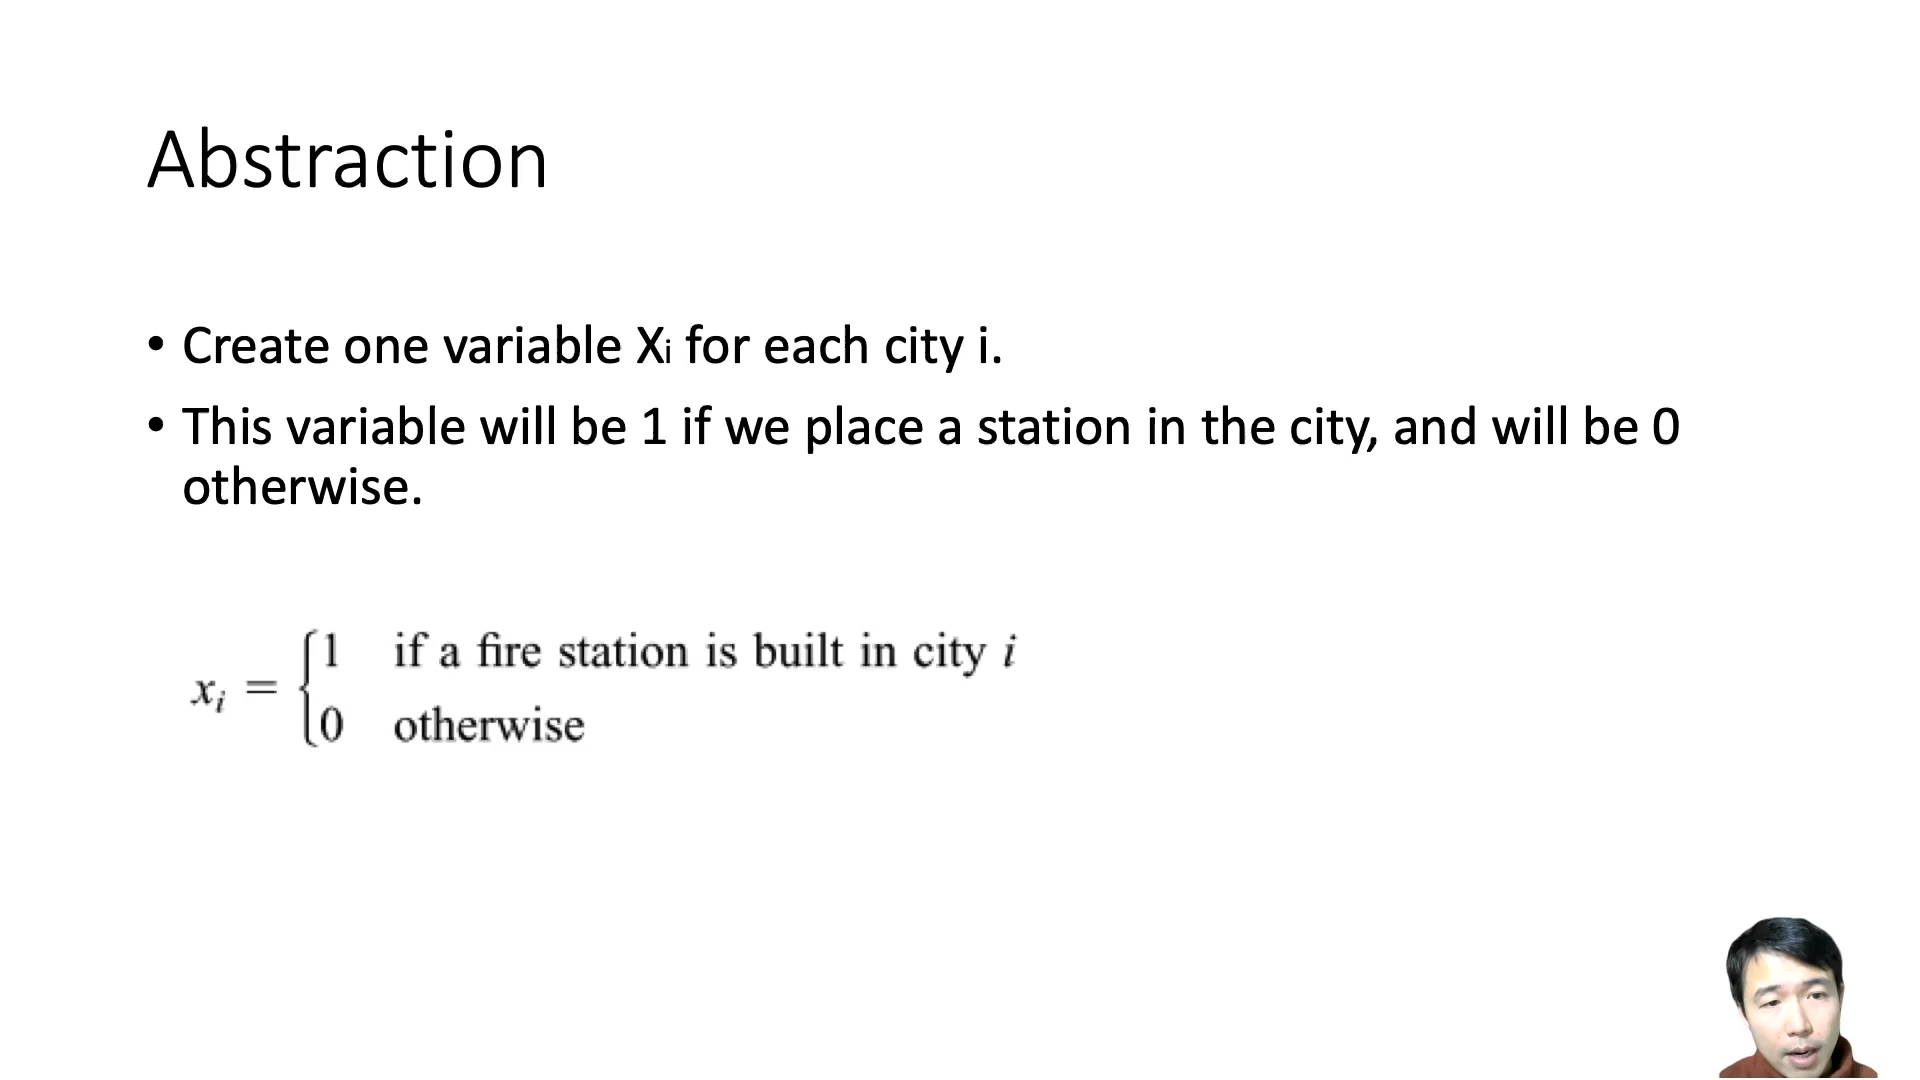 Abstraction
• Create one variable Xi for each city i.
• This variable will be 1 if we place a station in the city, and will be 0
otherwise.
xi = { 1 if a fire station is built in city i
0 otherwise